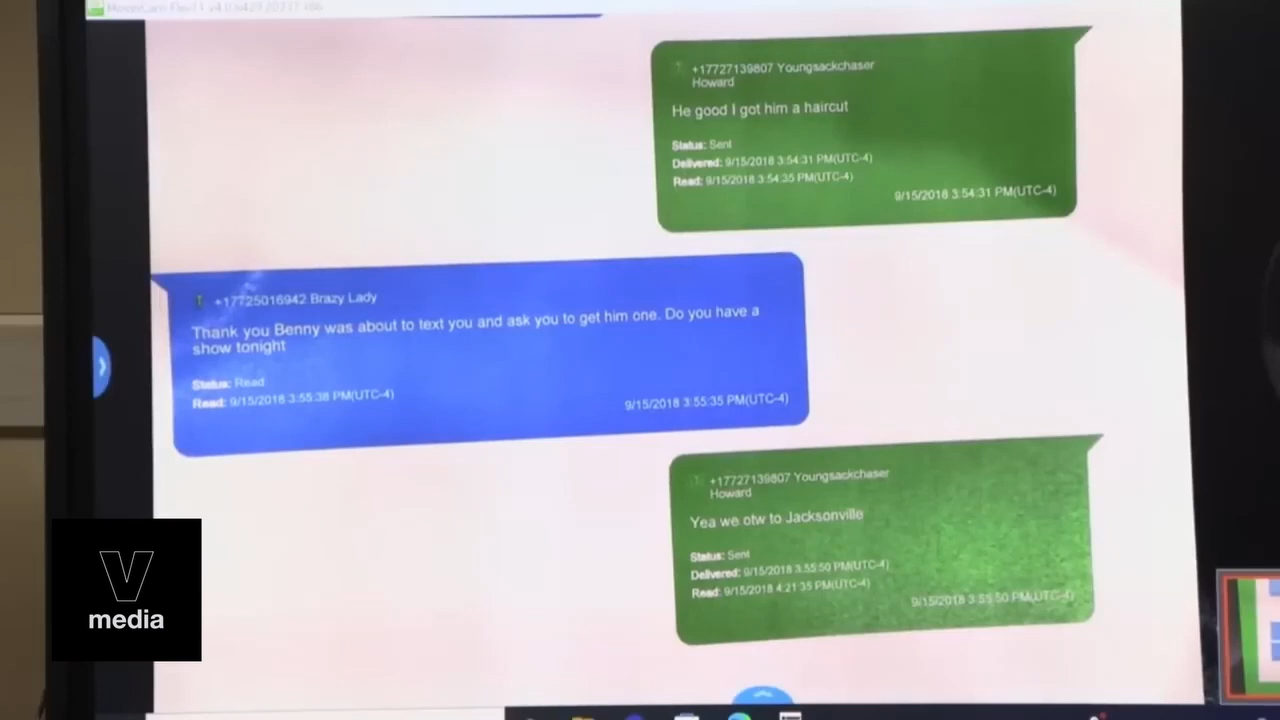 +17727139807 Youngsackchaser
Howard
He good I got him a haircut
Status: Sent
Delivered: 9/15/2018 3:54:31 PM(UTC-4)
Read: 9/15/2018 3:54:35 PM(UTC-4)
9/15/2018 3:54:31 PM(UTC-4)
+17725016942 Brazy Lady
Thank you Benny was about to text you and ask you to get him one. Do you have a
show tonight
Status: Read
Read: 9/15/2018 3:55:38 PM(UTC-4)
9/15/2018 3:55:35 PM(UTC-4)
+17727139807 Youngsackchaser
Howard
Yea we otw to Jacksonville
Status: Sent
Delivered: 9/15/2018 3:55:50 PM(UTC-4)
Read: 9/15/2018 4:21:35 PM(UTC-4)
9/15/2018 3:55:50 PM(UTC-4)
V
media